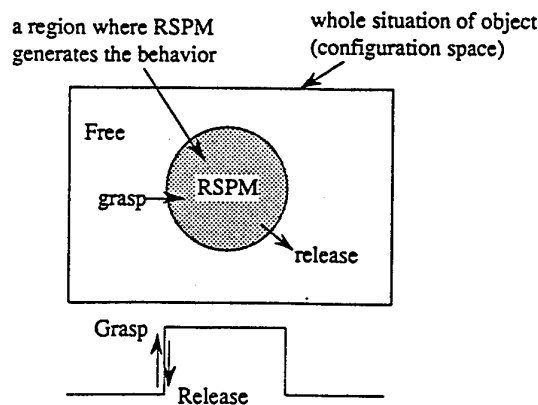 a region where RSPM
generates the behavior
whole situation of object
(configuration space)
Free
RSPM
grasp
release
Grasp
Release